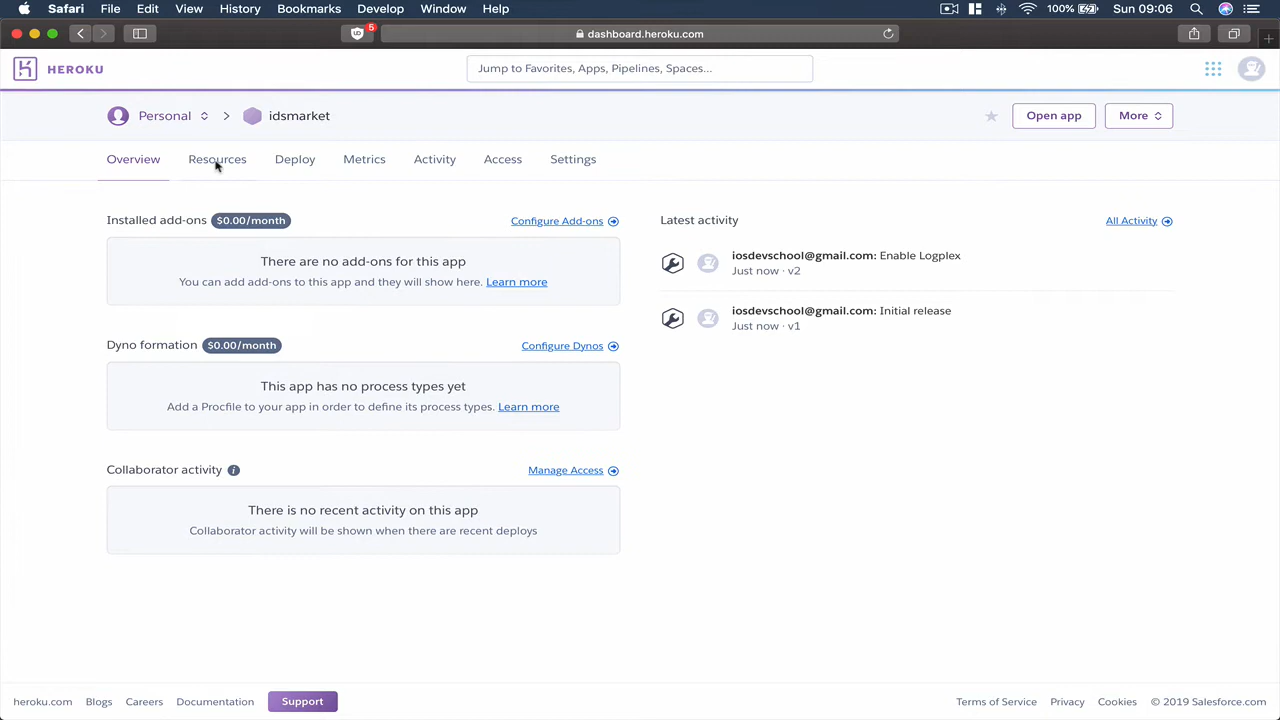 Safari File Edit View History Bookmarks Develop Window Help 100% Sun 09:06
5 dashboard.heroku.com
HEROKU Jump to Favorites, Apps, Pipelines, Spaces...
Personal idsmarket Open app More
Overview Resources Deploy Metrics Activity Access Settings
Installed add-ons $0.00/month Configure Add-ons
There are no add-ons for this app
You can add add-ons to this app and they will show here. Learn more
Dyno formation $0.00/month Configure Dynos
This app has no process types yet
Add a Procfile to your app in order to define its process types. Learn more
Collaborator activity i Manage Access
There is no recent activity on this app
Collaborator activity will be shown when there are recent deploys
Latest activity All Activity
iosdevschool@gmail.com: Enable Logplex
Just now · v2
iosdevschool@gmail.com: Initial release
Just now · v1
heroku.com Blogs Careers Documentation Support Terms of Service Privacy Cookies © 2019 Salesforce.com